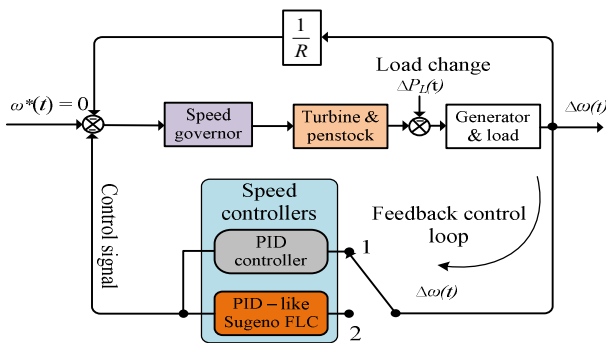 1
R
Load change
ΔP_L(t)
ω*(t) = 0
Speed
governor
Turbine &
penstock
Generator
& load
Δω(t)
Control signal
Speed
controllers
PID
controller
1
Feedback control
loop
Δω(t)
PID – like
Sugeno FLC
2